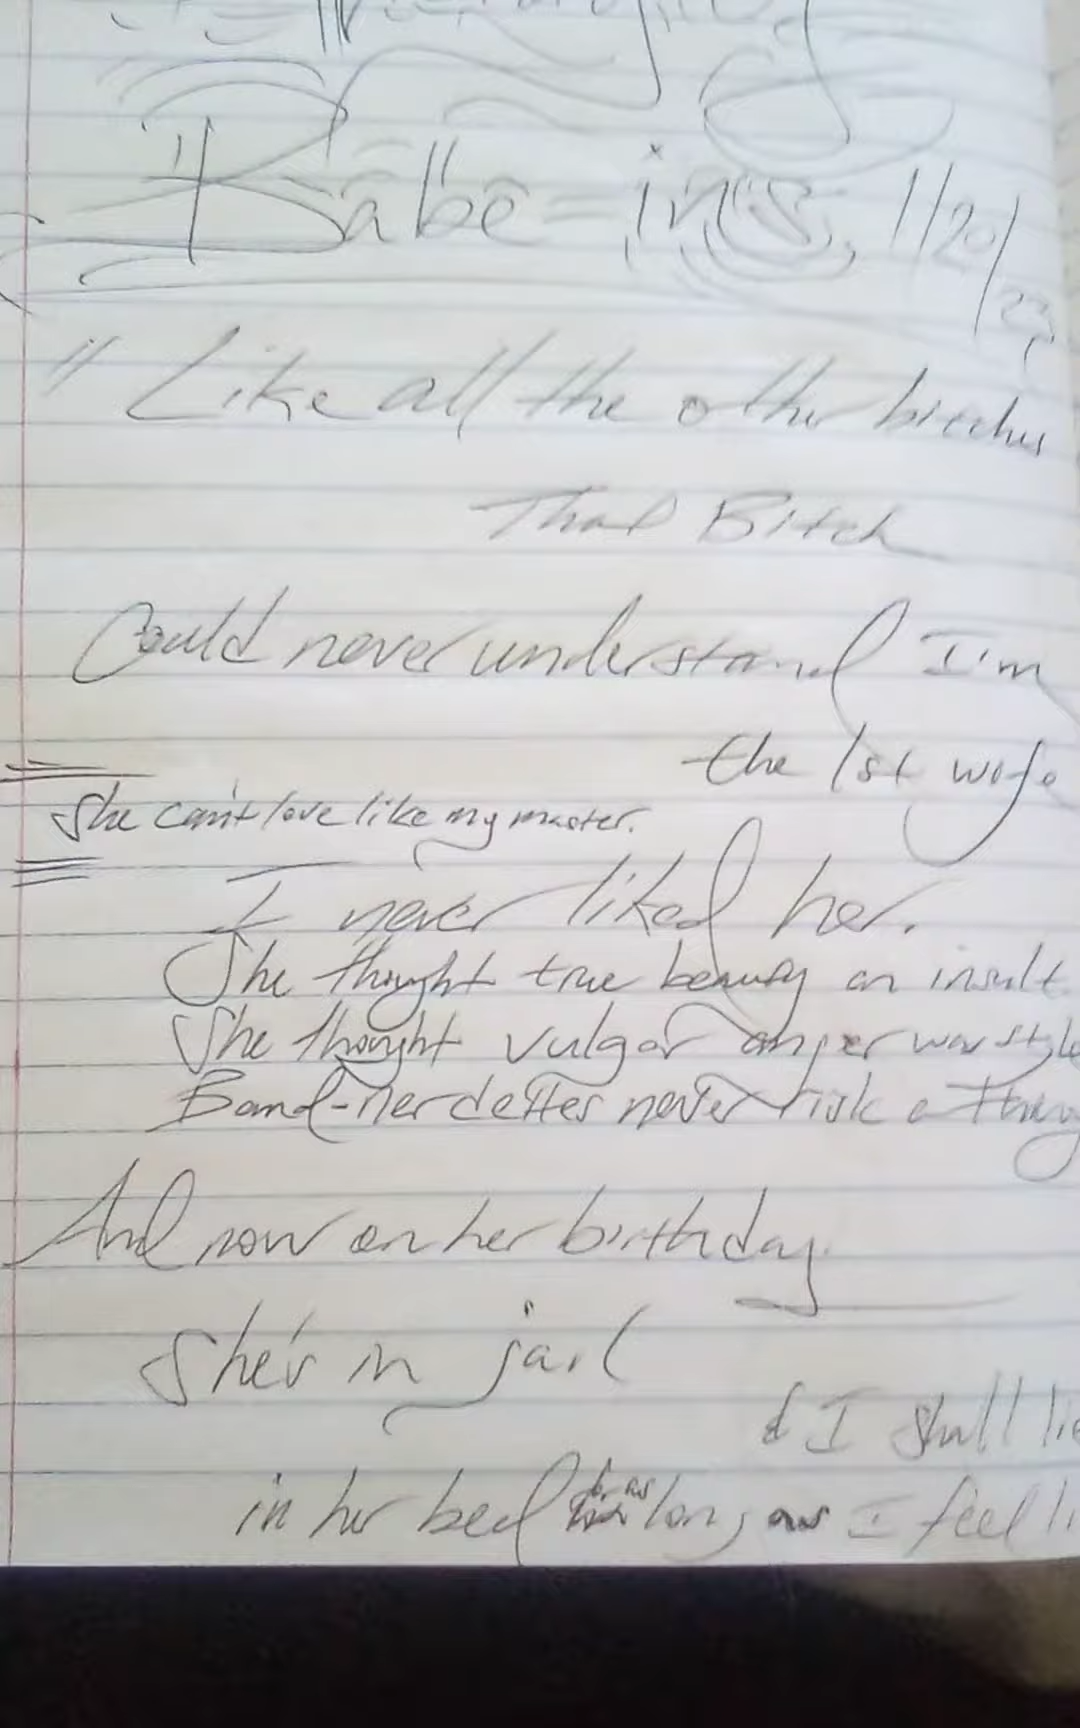 Babe=ins, 1/20/23
" Like all the other bitches
That Bitch
Could never understand I'm
the 1st wife
She can't love like my master.
I never liked her.
She thought true beauty an insult.
She thought vulgar anger was style
Band-nerdettes never risk a thing
And now on her birthday
She's in jail
& I shall lie
in her bed for as long as I feel li